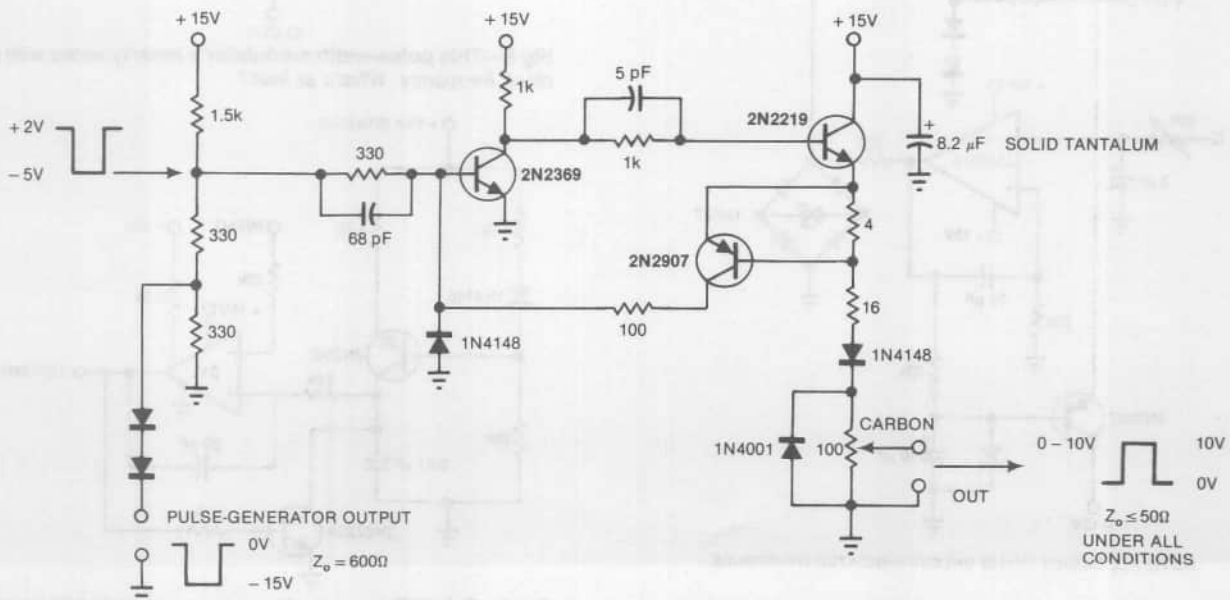 + 15V
+ 15V
+ 15V
1.5k
1k
5 pF
1k
2N2219
+
8.2 µF
SOLID TANTALUM
+ 2V
– 5V
330
68 pF
2N2369
330
330
4
2N2907
100
16
1N4148
1N4148
1N4001
100
CARBON
OUT
0 – 10V
10V
0V
Zo ≤ 50Ω
UNDER ALL
CONDITIONS
PULSE-GENERATOR OUTPUT
Zo = 600Ω
0V
– 15V